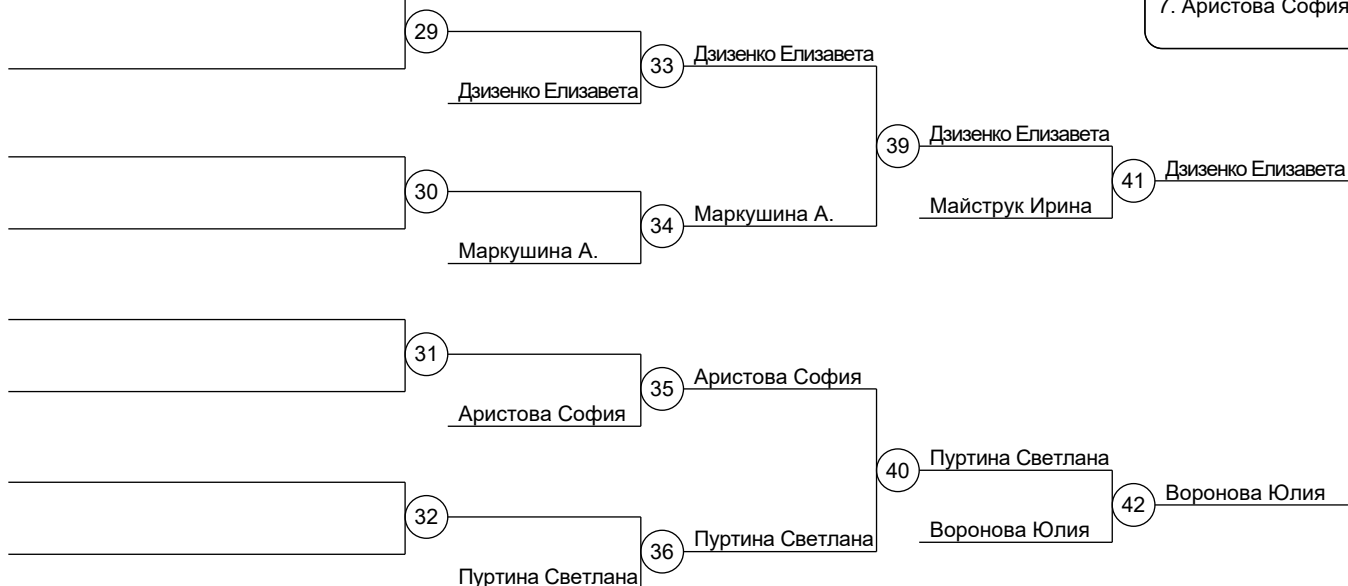 7. Аристова София
29
Дзизенко Елизавета
33
Дзизенко Елизавета
39
Дзизенко Елизавета
41
Дзизенко Елизавета
30
Маркушина А.
34
Маркушина А.
Майструк Ирина
31
Аристова София
35
Аристова София
40
Пуртина Светлана
42
Воронова Юлия
32
Пуртина Светлана
36
Пуртина Светлана
Воронова Юлия